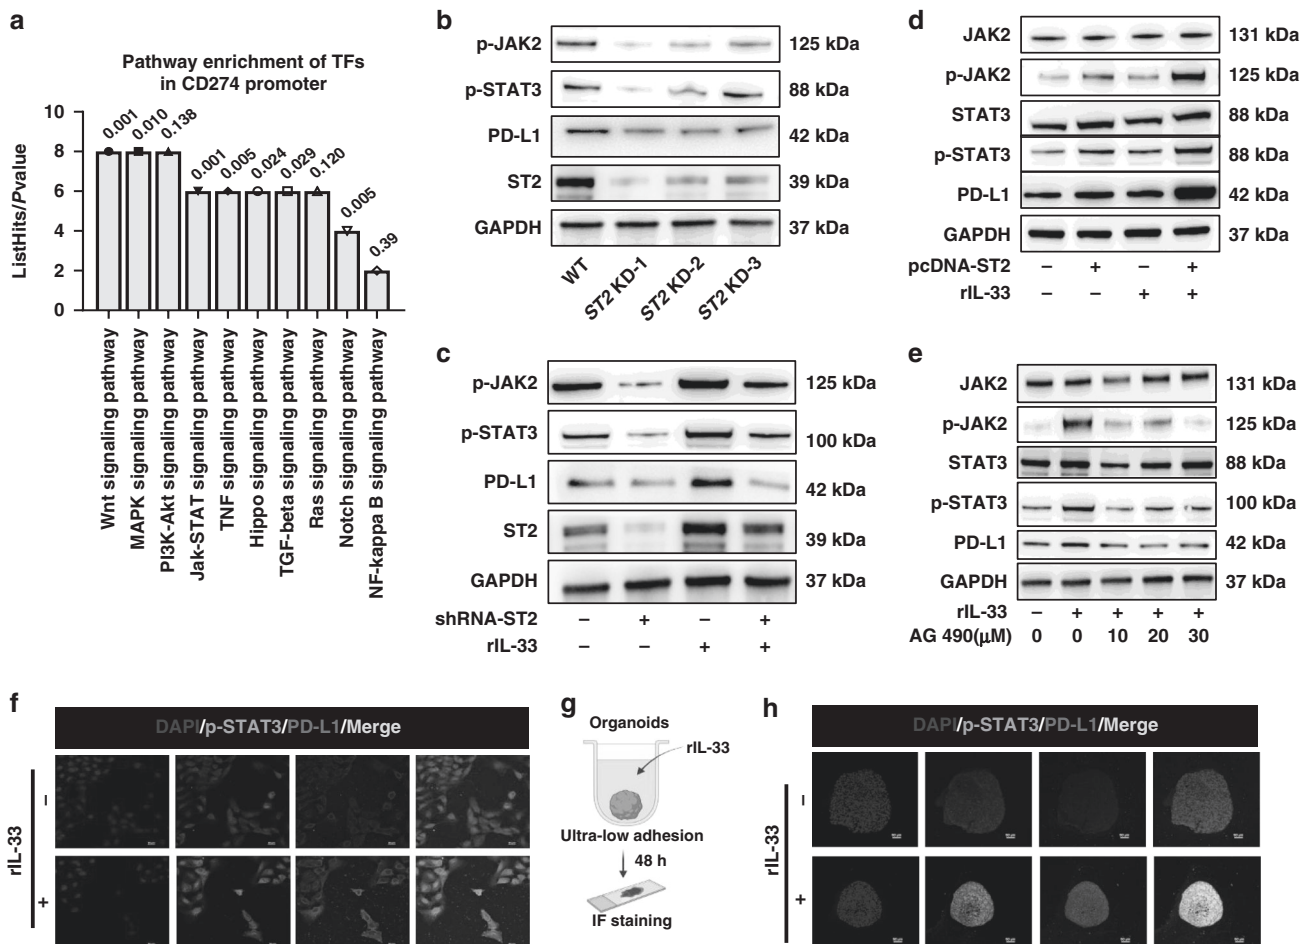 a
Pathway enrichment of TFs
in CD274 promoter
ListHits/Pvalue
10
8
6
4
2
0
0.001
0.010
0.138
0.001
0.005
0.024
0.029
0.120
0.005
0.39
Wnt signaling pathway
MAPK signaling pathway
PI3K-Akt signaling pathway
Jak-STAT signaling pathway
TNF signaling pathway
Hippo signaling pathway
TGF-beta signaling pathway
Ras signaling pathway
Notch signaling pathway
NF-kappa B signaling pathway
b
p-JAK2 125 kDa
p-STAT3 88 kDa
PD-L1 42 kDa
ST2 39 kDa
GAPDH 37 kDa
WT ST2 KD-1 ST2 KD-2 ST2 KD-3
c
p-JAK2 125 kDa
p-STAT3 100 kDa
PD-L1 42 kDa
ST2 39 kDa
GAPDH 37 kDa
shRNA-ST2 – + – +
rIL-33 – – + +
d
JAK2 131 kDa
p-JAK2 125 kDa
STAT3 88 kDa
p-STAT3 88 kDa
PD-L1 42 kDa
GAPDH 37 kDa
pcDNA-ST2 – + – +
rIL-33 – – + +
e
JAK2 131 kDa
p-JAK2 125 kDa
STAT3 88 kDa
p-STAT3 100 kDa
PD-L1 42 kDa
GAPDH 37 kDa
rIL-33 – + + + +
AG 490(μM) 0 0 10 20 30
f
DAPI/p-STAT3/PD-L1/Merge
rIL-33
–
+
g
Organoids
rIL-33
Ultra-low adhesion
48 h
IF staining
h
DAPI/p-STAT3/PD-L1/Merge
rIL-33
–
+